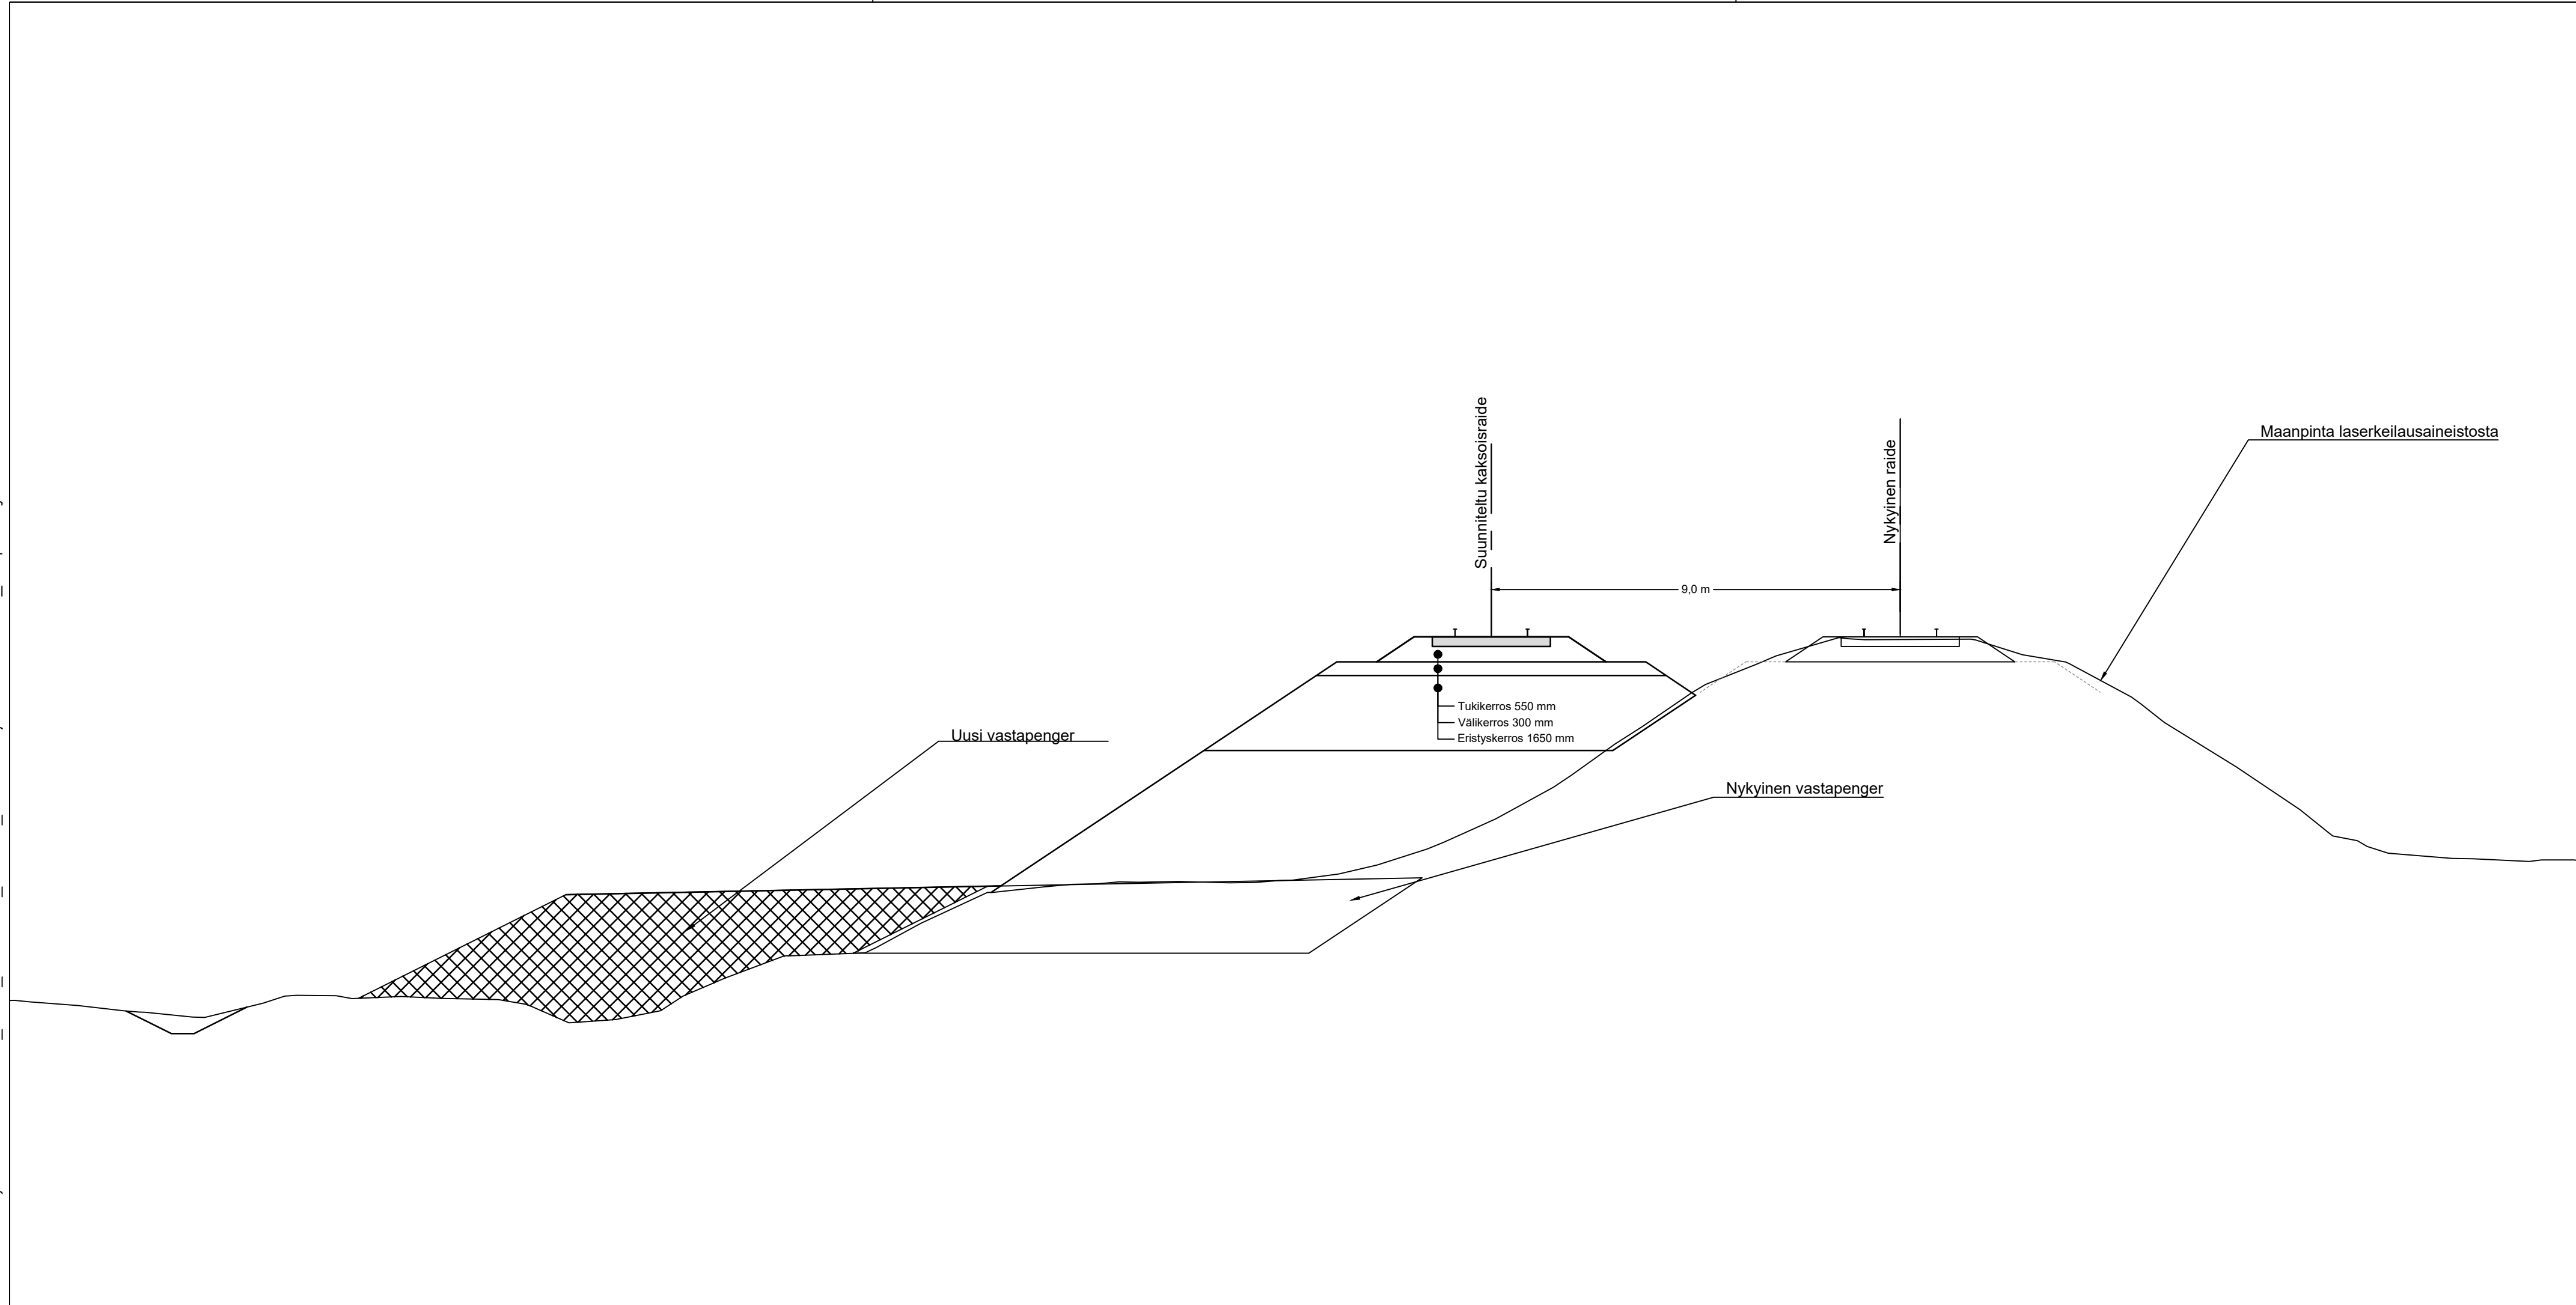 Suunniteltu kaksoisraide
Nykyinen raide
Maanpinta laserkeilausaineistosta
9,0 m
Tukikerros 550 mm
Välikerros 300 mm
Eristyskerros 1650 mm
Uusi vastapenger
Nykyinen vastapenger